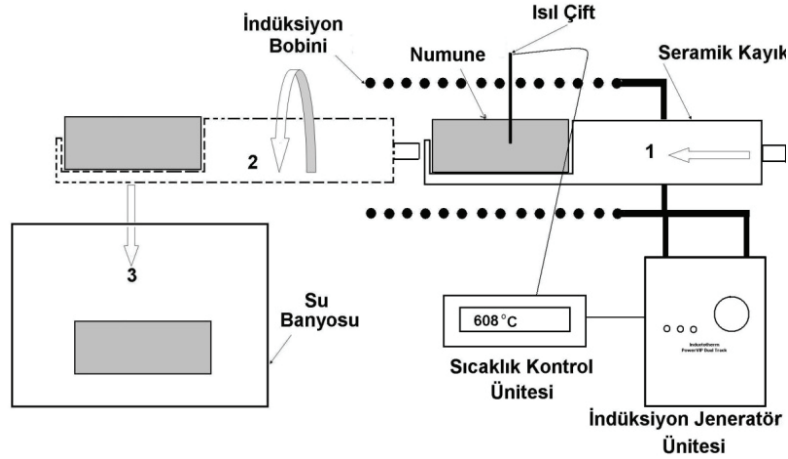 Isıl Çift
İndüksiyon
Bobini
Numune
Seramik Kayık
1
2
3
Su
Banyosu
608 °C
Sıcaklık Kontrol
Ünitesi
İndüksiyon Jeneratör
Ünitesi